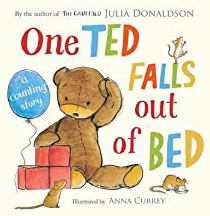 By the author of THE GRUFFALO JULIA DONALDSON
One TED
FALLS
out
of
BED
a
counting
story
Illustrated by ANNA CURREY